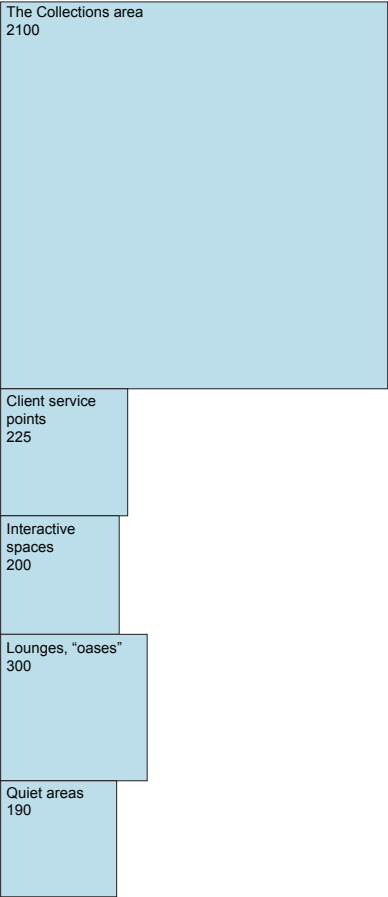 The Collections area
2100
Client service
points
225
Interactive
spaces
200
Lounges, “oases”
300
Quiet areas
190